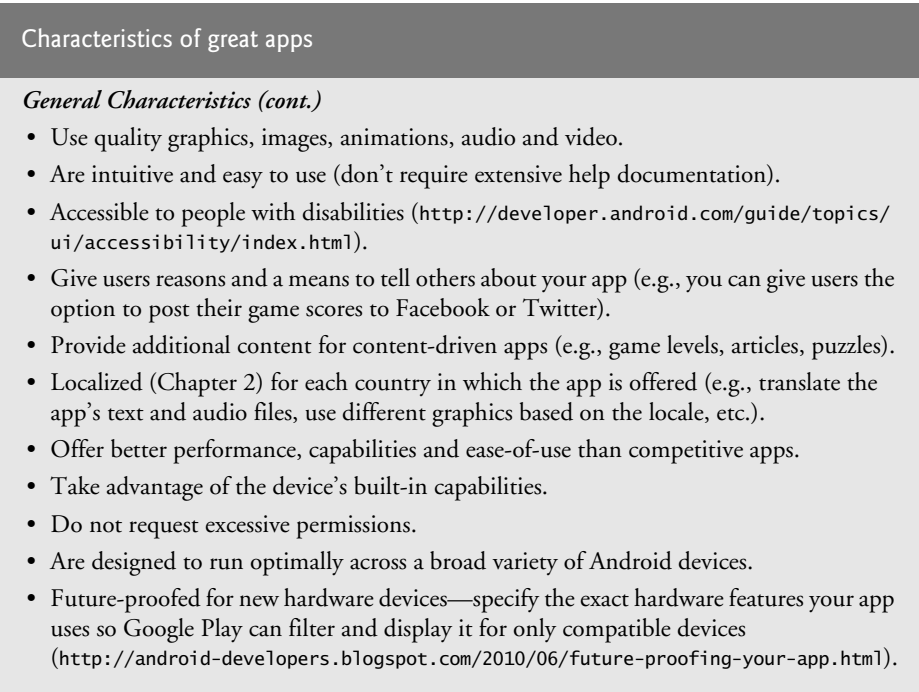 Characteristics of great apps
General Characteristics (cont.)
• Use quality graphics, images, animations, audio and video.
• Are intuitive and easy to use (don’t require extensive help documentation).
• Accessible to people with disabilities (http://developer.android.com/guide/topics/
ui/accessibility/index.html).
• Give users reasons and a means to tell others about your app (e.g., you can give users the
option to post their game scores to Facebook or Twitter).
• Provide additional content for content-driven apps (e.g., game levels, articles, puzzles).
• Localized (Chapter 2) for each country in which the app is offered (e.g., translate the
app’s text and audio files, use different graphics based on the locale, etc.).
• Offer better performance, capabilities and ease-of-use than competitive apps.
• Take advantage of the device’s built-in capabilities.
• Do not request excessive permissions.
• Are designed to run optimally across a broad variety of Android devices.
• Future-proofed for new hardware devices—specify the exact hardware features your app
uses so Google Play can filter and display it for only compatible devices
(http://android-developers.blogspot.com/2010/06/future-proofing-your-app.html).